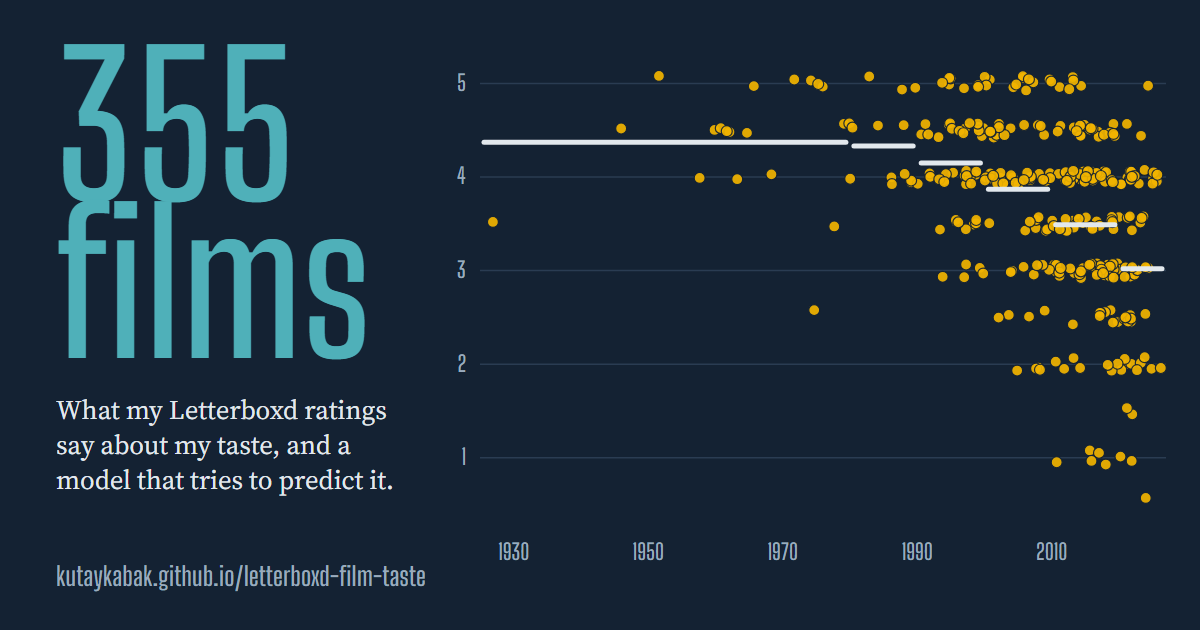 355
films
What my Letterboxd ratings
say about my taste, and a
model that tries to predict it.
kutaykabak.github.io/letterboxd-film-taste
5
4
3
2
1
1930 1950 1970 1990 2010